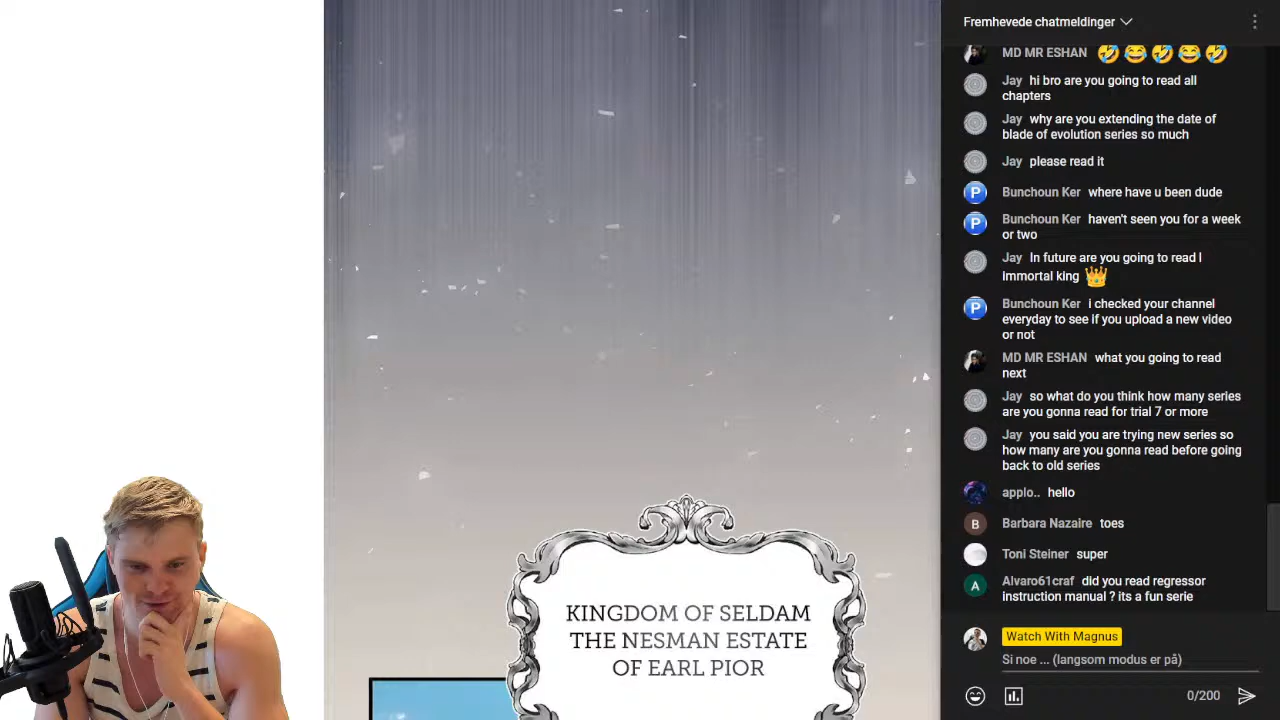 KINGDOM OF SELDAM
THE NESMAN ESTATE
OF EARL PIOR
Fremhevede chatmeldinger
MD MR ESHAN 🤣😂🤣😂🤣
Jay hi bro are you going to read all
chapters
Jay why are you extending the date of
blade of evolution series so much
Jay please read it
Bunchoun Ker where have u been dude
Bunchoun Ker haven't seen you for a week
or two
Jay In future are you going to read I
immortal king 👑
Bunchoun Ker i checked your channel
everyday to see if you upload a new video
or not
MD MR ESHAN what you going to read
next
Jay so what do you think how many series
are you gonna read for trial 7 or more
Jay you said you are trying new series so
how many are you gonna read before going
back to old series
applo.. hello
Barbara Nazaire toes
Toni Steiner super
Alvaro61craf did you read regressor
instruction manual ? its a fun serie
Watch With Magnus
Si noe ... (langsom modus er på)
0/200